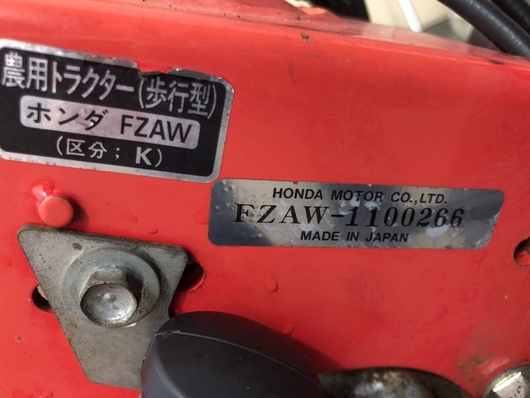 農用トラクター(歩行型)
ホンダ FZAW
(区分;K)
HONDA MOTOR CO.,LTD.
FZAW-1100266
MADE IN JAPAN